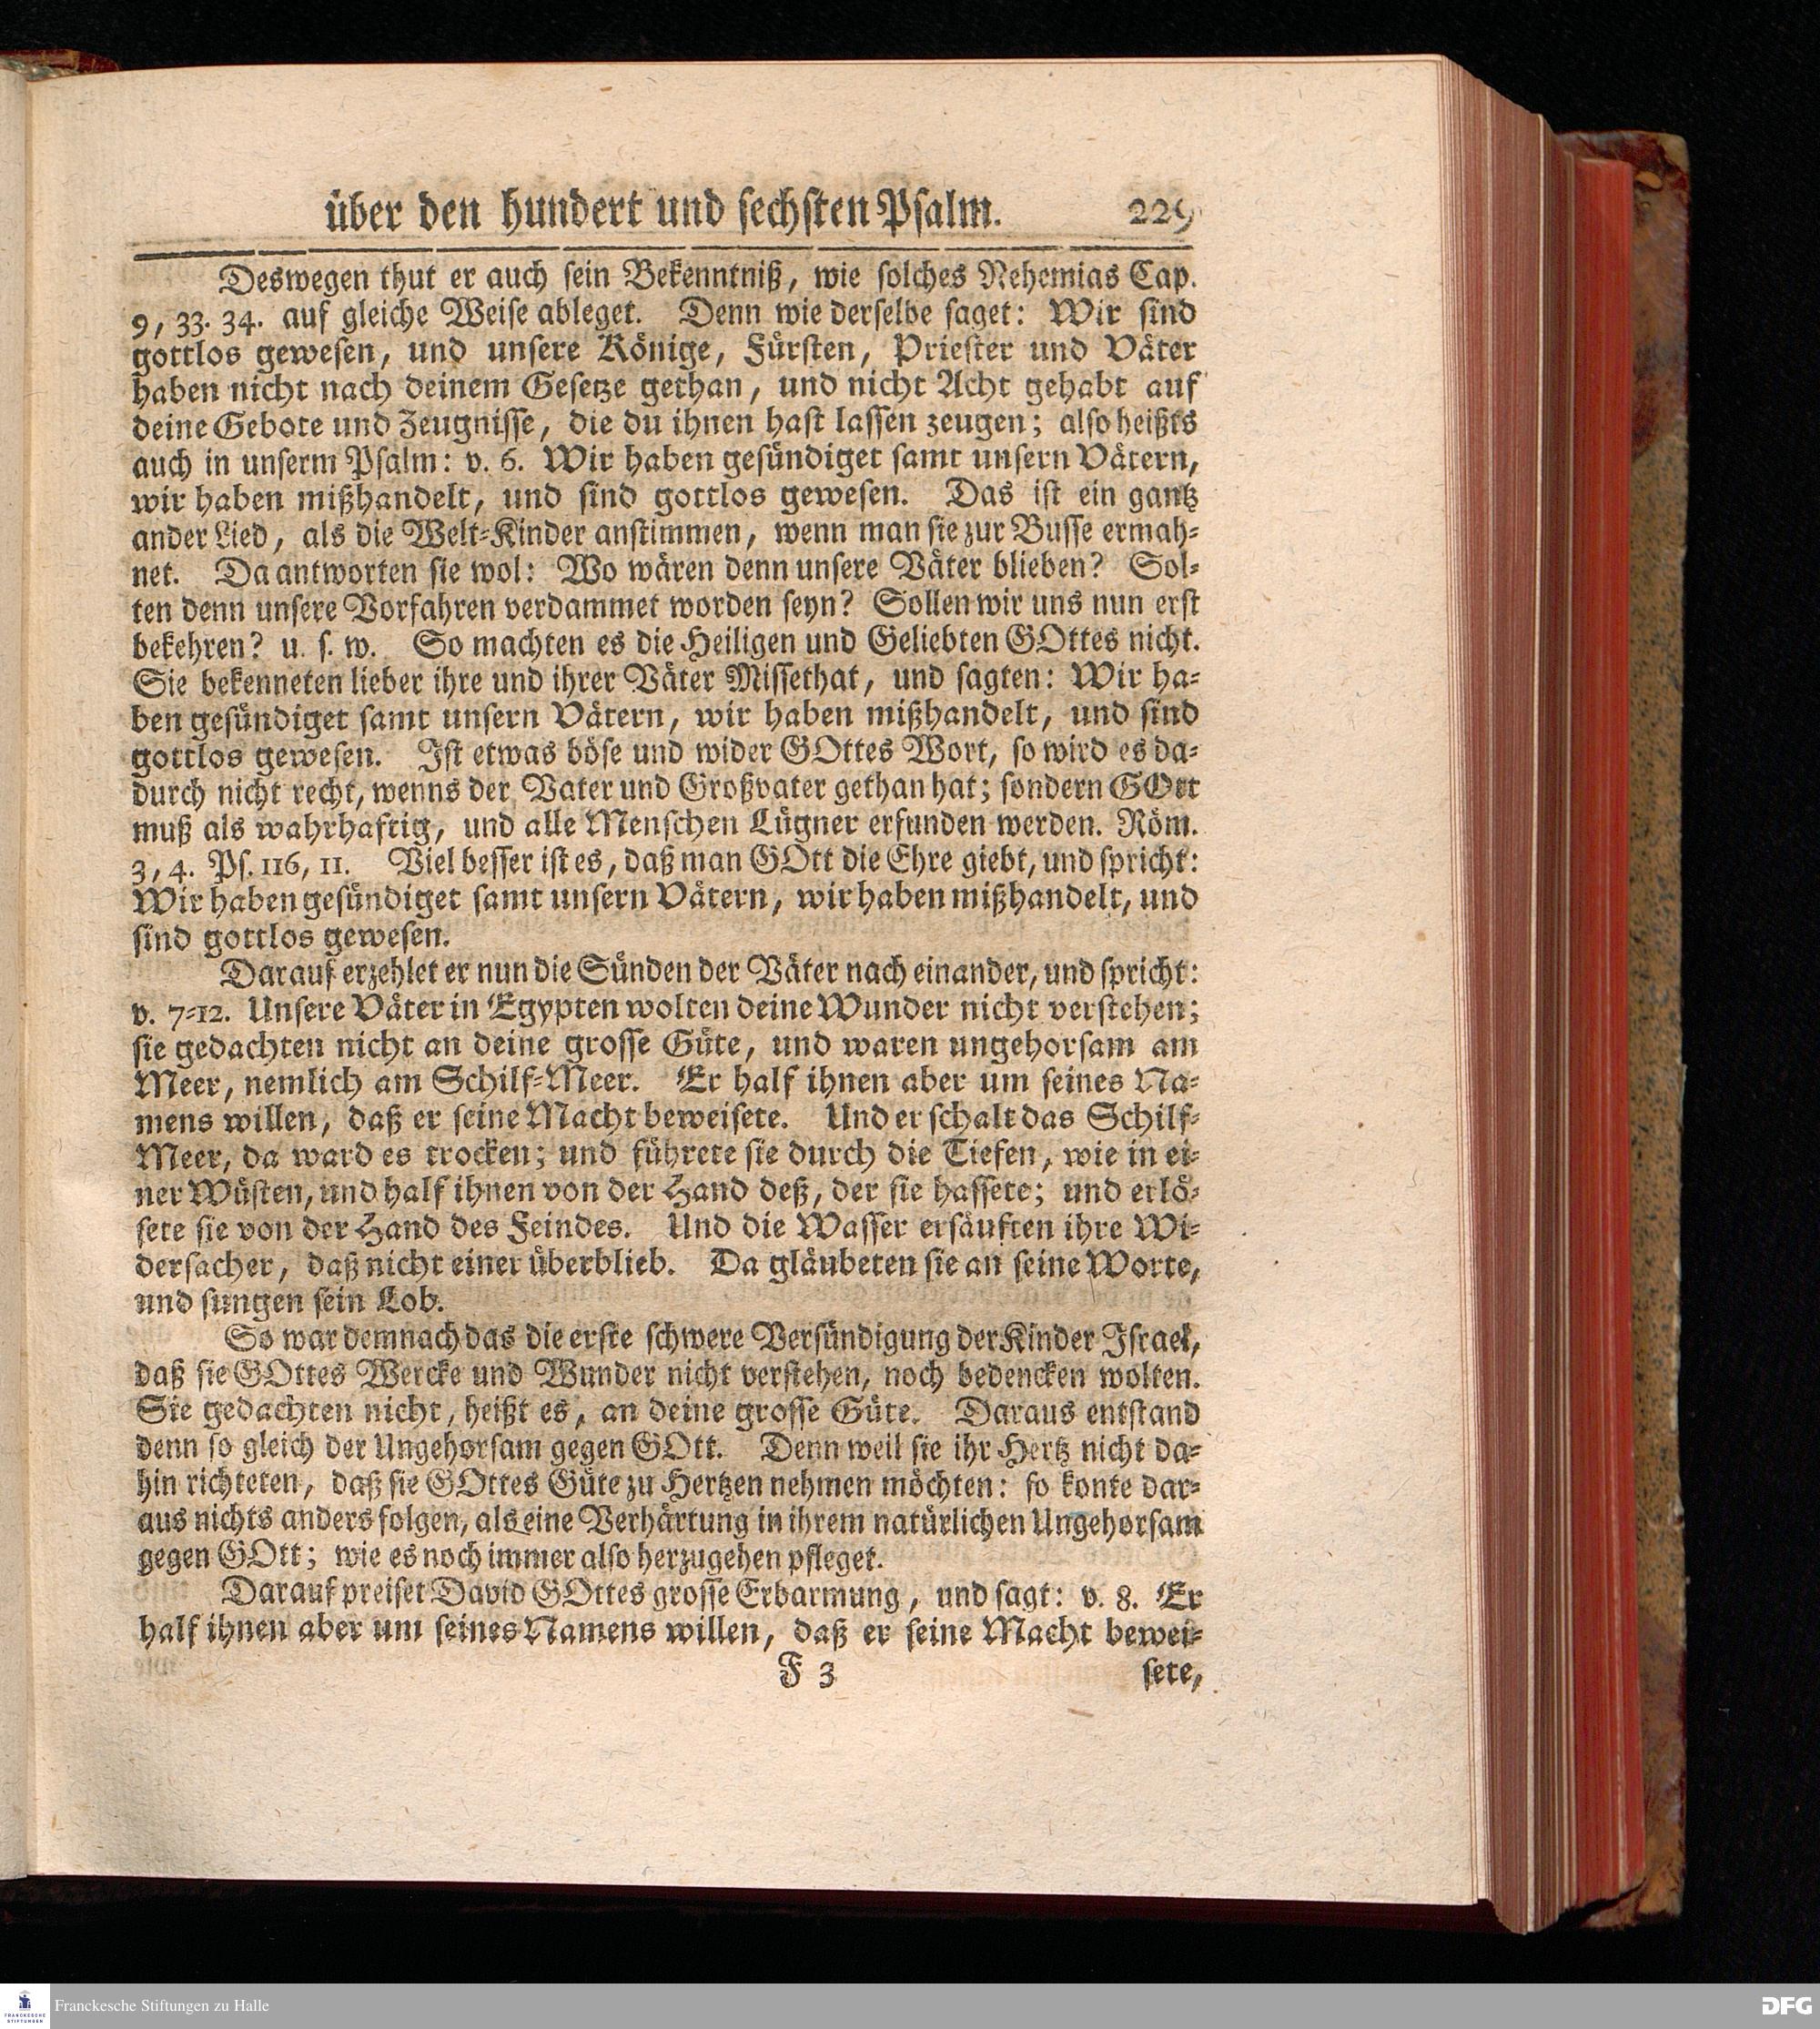 über den hundert und sechsten Psalm. 229
Deswegen thut er auch sein Bekenntniß, wie solches Nehemias Cap.
9, 33. 34. auf gleiche Weise ableget. Denn wie derselbe saget: Wir sind
gottlos gewesen, und unsere Könige, Fürsten, Priester und Väter
haben nicht nach deinem Gesetze gethan, und nicht Acht gehabt auf
deine Gebote und Zeugnisse, die du ihnen hast lassen zeugen; also heißts
auch in unserm Psalm: v. 6. Wir haben gesündiget samt unsern Vätern,
wir haben mißhandelt, und sind gottlos gewesen. Das ist ein gantz
ander Lied, als die Welt-Kinder anstimmen, wenn man sie zur Busse ermah-
net. Da antworten sie wol: Wo wären denn unsere Väter blieben? Sol-
ten denn unsere Vorfahren verdammet worden seyn? Sollen wir uns nun erst
bekehren? u. s. w. So machten es die Heiligen und Geliebten GOttes nicht.
Sie bekenneten lieber ihre und ihrer Väter Missethat, und sagten: Wir ha-
ben gesündiget samt unsern Vätern, wir haben mißhandelt, und sind
gottlos gewesen. Ist etwas böse und wider GOttes Wort, so wird es da-
durch nicht recht, wenns der Vater und Großvater gethan hat; sondern GOtt
muß als wahrhaftig, und alle Menschen Lügner erfunden werden. Röm.
3, 4. Ps. 116, 11. Viel besser ist es, daß man GOtt die Ehre giebt, und spricht:
Wir haben gesündiget samt unsern Vätern, wir haben mißhandelt, und
sind gottlos gewesen.
Darauf erzehlet er nun die Sünden der Väter nach einander, und spricht:
v. 7-12. Unsere Väter in Egypten wolten deine Wunder nicht verstehen;
sie gedachten nicht an deine grosse Güte, und waren ungehorsam am
Meer, nemlich am Schilf-Meer. Er half ihnen aber um seines Na-
mens willen, daß er seine Macht beweisete. Und er schalt das Schilf-
Meer, da ward es trocken; und führete sie durch die Tiefen, wie in ei-
ner Wüsten, und half ihnen von der Hand deß, der sie hassete; und erlö-
sete sie von der Hand des Feindes. Und die Wasser ersäuften ihre Wi-
dersacher, daß nicht einer überblieb. Da gläubeten sie an seine Worte,
und sungen sein Lob.
So war demnach das die erste schwere Versündigung der Kinder Israel,
daß sie GOttes Wercke und Wunder nicht verstehen, noch bedencken wolten.
Sie gedachten nicht, heißt es, an deine grosse Güte. Daraus entstand
denn so gleich der Ungehorsam gegen GOtt. Denn weil sie ihr Hertz nicht da-
hin richteten, daß sie GOttes Güte zu Hertzen nehmen möchten: so konte dar-
aus nichts anders folgen, als eine Verhärtung in ihrem natürlichen Ungehorsam
gegen GOtt; wie es noch immer also herzugehen pfleget.
Darauf preiset David GOttes grosse Erbarmung, und sagt: v. 8. Er
half ihnen aber um seines Namens willen, daß er seine Macht bewei-
F 3 sete,
FRANCKESCHE STIFTUNGEN
Franckesche Stiftungen zu Halle
DFG